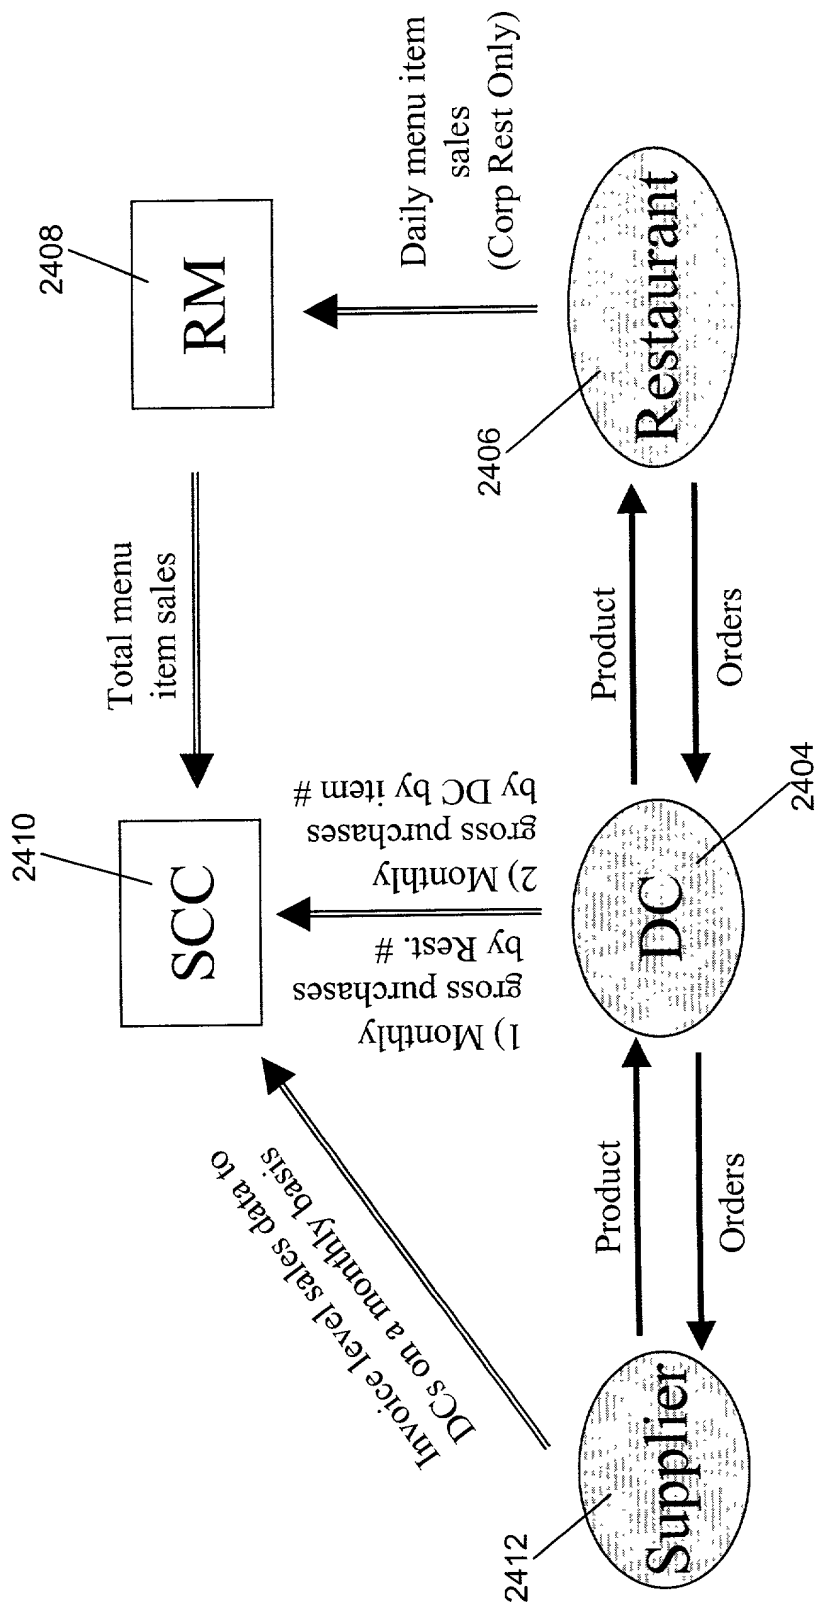 2410
SCC
Total menu
item sales
2408
RM
Invoice level sales data to
DCs on a monthly basis
1) Monthly
gross purchases
by Rest. #
2) Monthly
gross purchases
by DC by item #
Daily menu item
sales
(Corp Rest Only)
2412
Supplier
Product
Orders
DC
2404
Product
Orders
2406
Restaurant